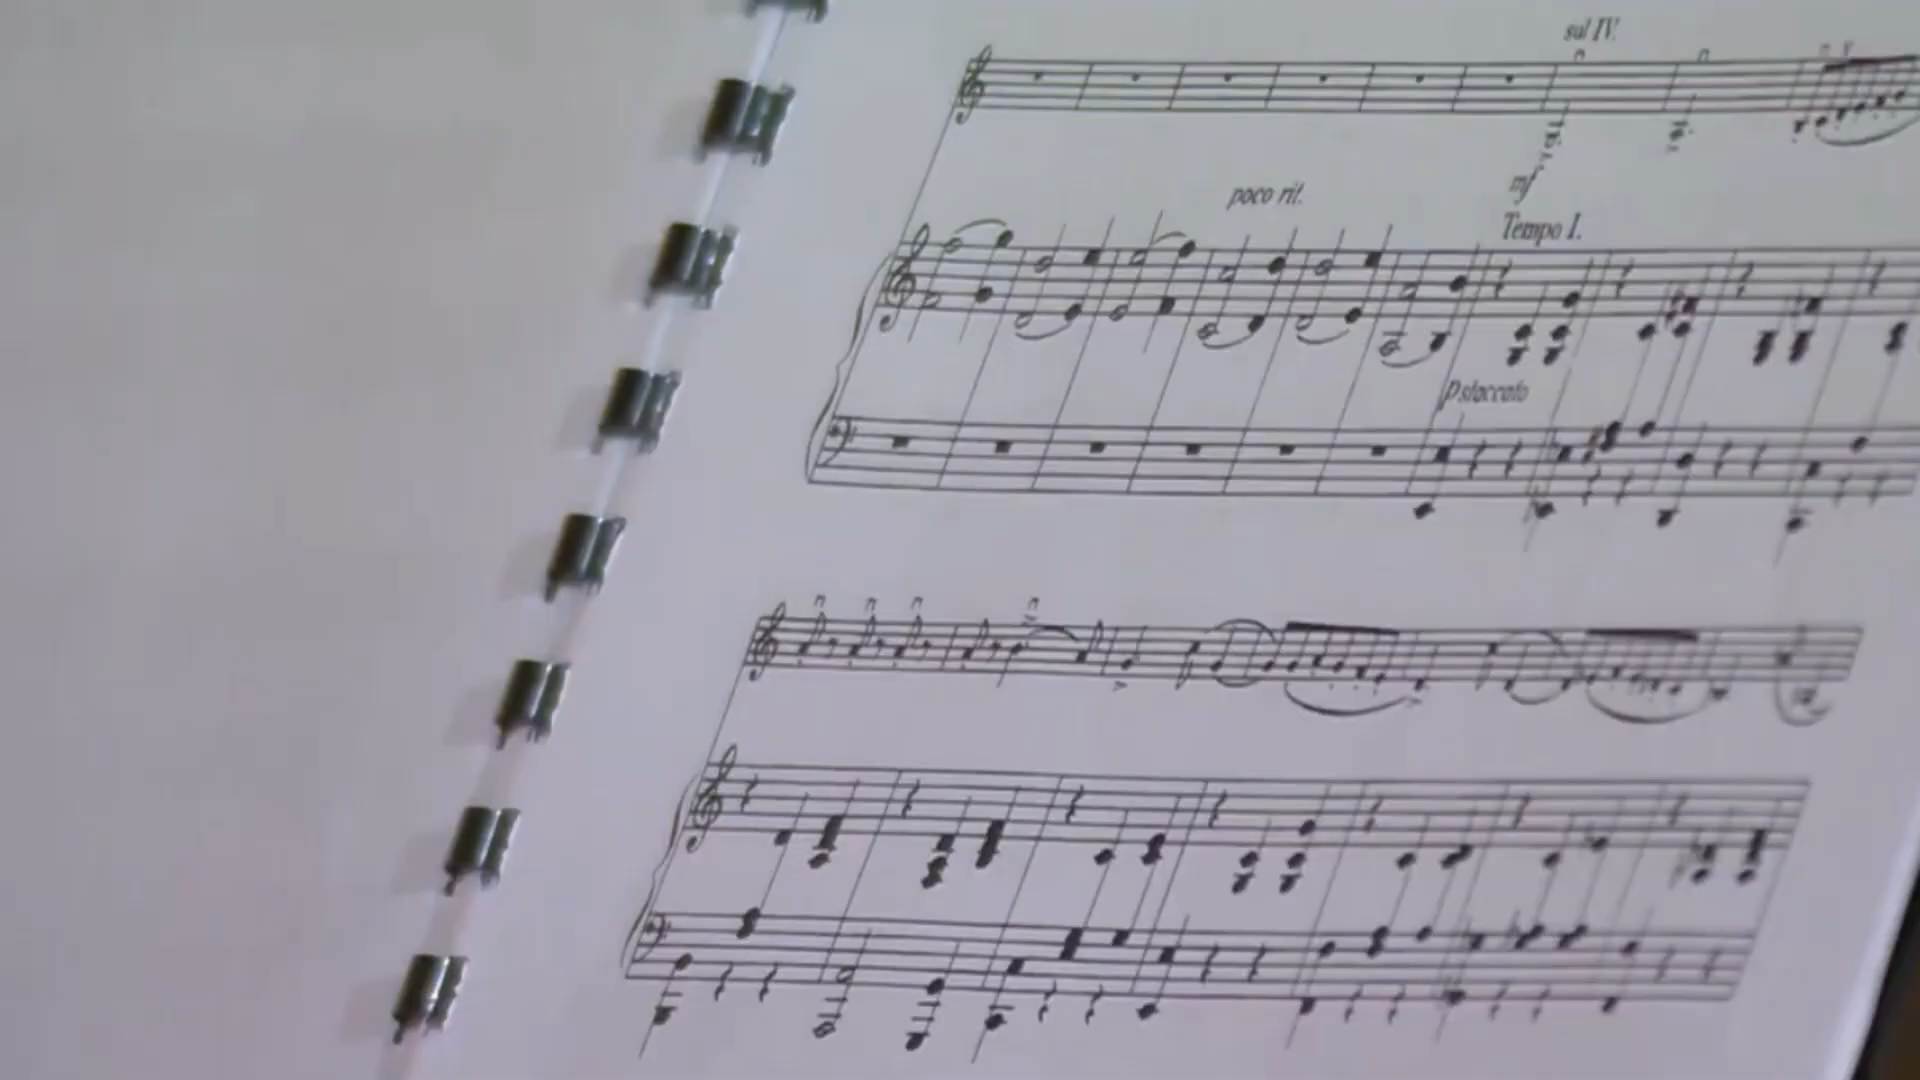 sul IV.
poco rit.
mf
Tempo I.
p staccato